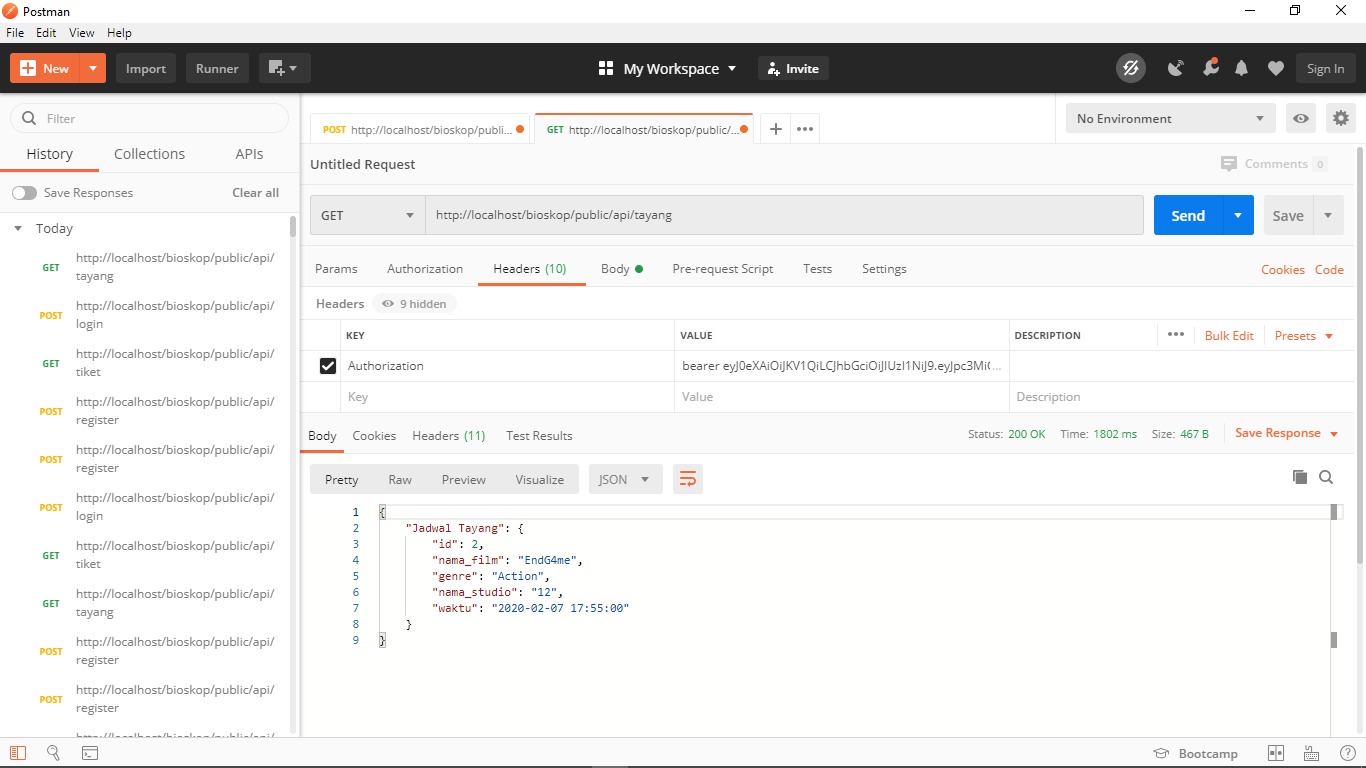 Postman
File Edit View Help
New Import Runner My Workspace Invite Sign In
Filter
History Collections APIs
Save Responses Clear all
Today
GET http://localhost/bioskop/public/api/
tayang
POST http://localhost/bioskop/public/api/
login
GET http://localhost/bioskop/public/api/
tiket
POST http://localhost/bioskop/public/api/
register
POST http://localhost/bioskop/public/api/
register
POST http://localhost/bioskop/public/api/
login
GET http://localhost/bioskop/public/api/
tiket
GET http://localhost/bioskop/public/api/
tayang
POST http://localhost/bioskop/public/api/
register
POST http://localhost/bioskop/public/api/
register
POST http://localhost/bioskop/publi... GET http://localhost/bioskop/public/... No Environment
Untitled Request Comments 0
GET http://localhost/bioskop/public/api/tayang Send Save
Params Authorization Headers (10) Body Pre-request Script Tests Settings Cookies Code
Headers 9 hidden
KEY VALUE DESCRIPTION Bulk Edit Presets
Authorization bearer eyJ0eXAiOiJKV1QiLCJhbGciOiJIUzI1NiJ9.eyJpc3MiO...
Key Value Description
Body Cookies Headers (11) Test Results Status: 200 OK Time: 1802 ms Size: 467 B Save Response
Pretty Raw Preview Visualize JSON
1 {
2 "Jadwal Tayang": {
3 "id": 2,
4 "nama_film": "EndG4me",
5 "genre": "Action",
6 "nama_studio": "12",
7 "waktu": "2020-02-07 17:55:00"
8 }
9 }
Bootcamp